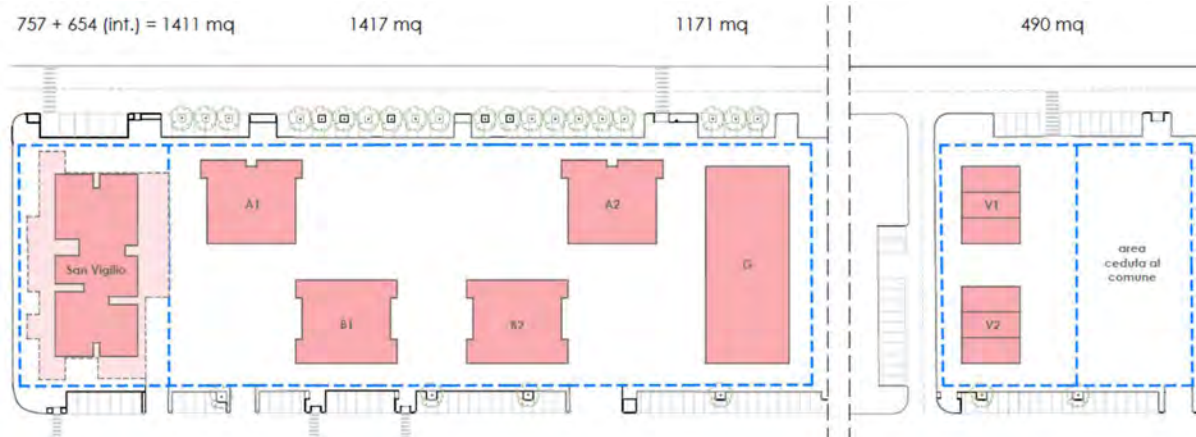 757 + 654 (int.) = 1411 mq
1417 mq
1171 mq
490 mq
A1
A2
V1
San Vigilio
G
area
ceduta al
comune
B1
B2
V2